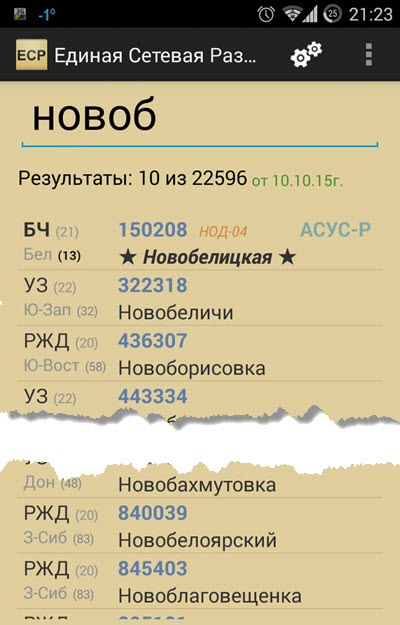 -1° 25 21:23
ЕСР Единая Сетевая Раз...
новоб
Результаты: 10 из 22596 от 10.10.15г.
БЧ (21) 150208 НОД-04 АСУС-Р
Бел (13) ★ Новобелицкая ★
УЗ (22) 322318
Ю-Зап (32) Новобеличи
РЖД (20) 436307
Ю-Вост (58) Новоборисовка
УЗ (22) 443334
Дон (48) Новобахмутовка
РЖД (20) 840039
З-Сиб (83) Новобелоярский
РЖД (20) 845403
З-Сиб (83) Новоблаговещенка